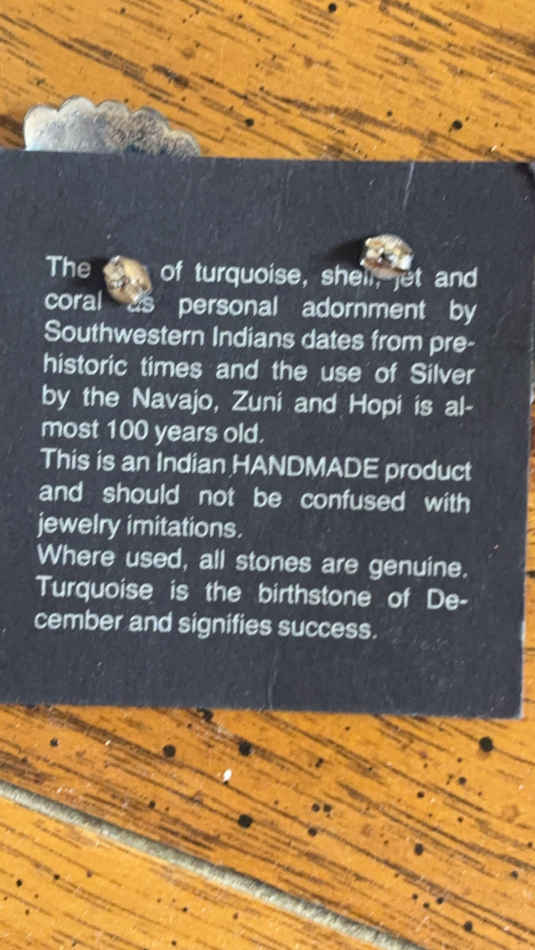 The of turquoise, shell, jet and
coral as personal adornment by
Southwestern Indians dates from pre-
historic times and the use of Silver
by the Navajo, Zuni and Hopi is al-
most 100 years old.
This is an Indian HANDMADE product
and should not be confused with
jewelry imitations.
Where used, all stones are genuine.
Turquoise is the birthstone of De-
cember and signifies success.